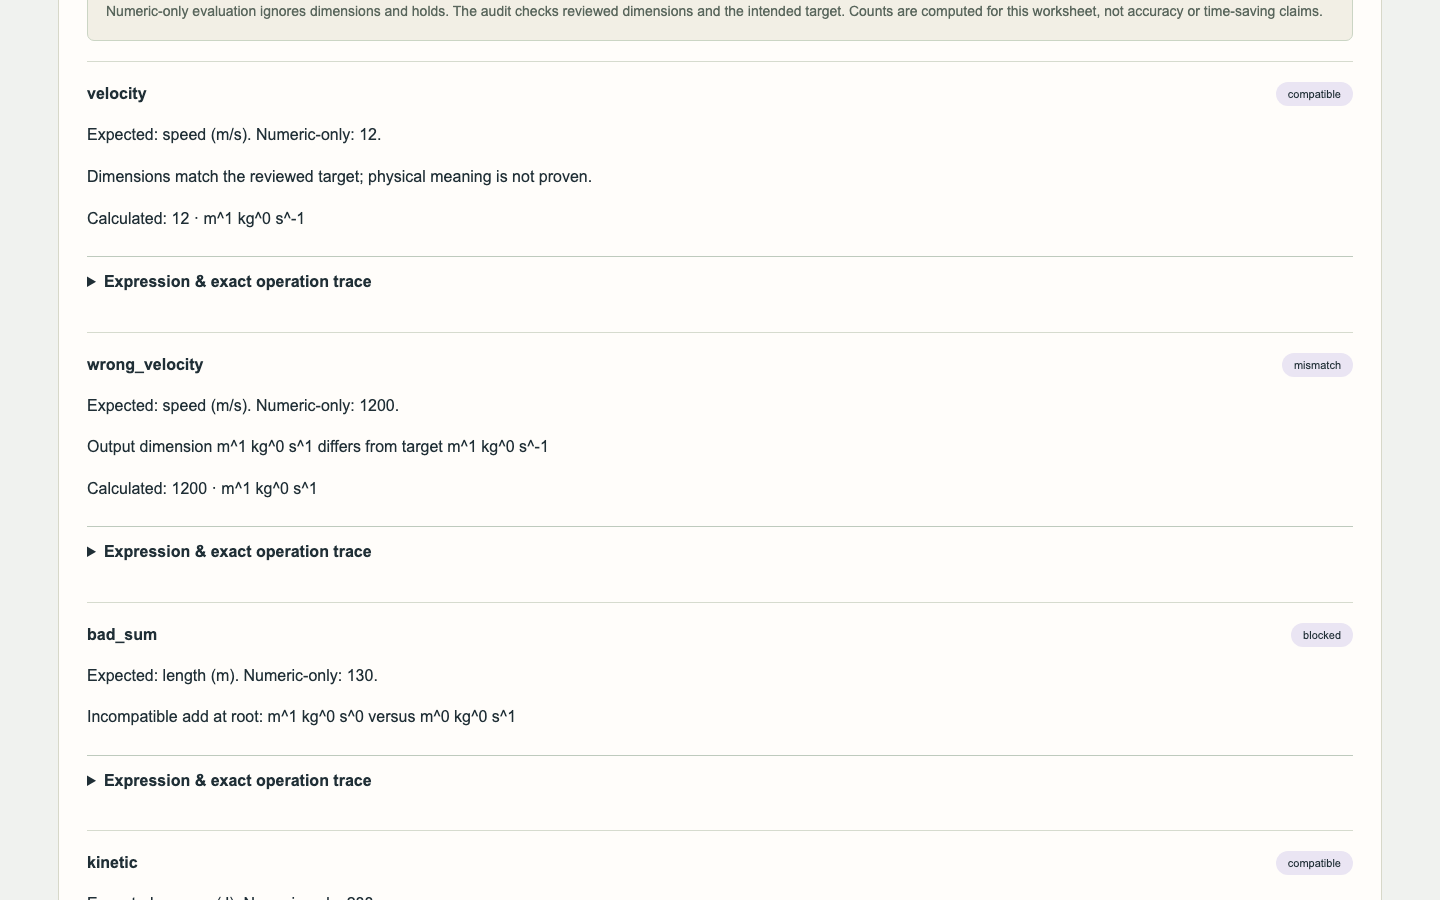 Numeric-only evaluation ignores dimensions and holds. The audit checks reviewed dimensions and the intended target. Counts are computed for this worksheet, not accuracy or time-saving claims.
velocity
compatible
Expected: speed (m/s). Numeric-only: 12.
Dimensions match the reviewed target; physical meaning is not proven.
Calculated: 12 · m^1 kg^0 s^-1
Expression & exact operation trace
wrong_velocity
mismatch
Expected: speed (m/s). Numeric-only: 1200.
Output dimension m^1 kg^0 s^1 differs from target m^1 kg^0 s^-1
Calculated: 1200 · m^1 kg^0 s^1
Expression & exact operation trace
bad_sum
blocked
Expected: length (m). Numeric-only: 130.
Incompatible add at root: m^1 kg^0 s^0 versus m^0 kg^0 s^1
Expression & exact operation trace
kinetic
compatible